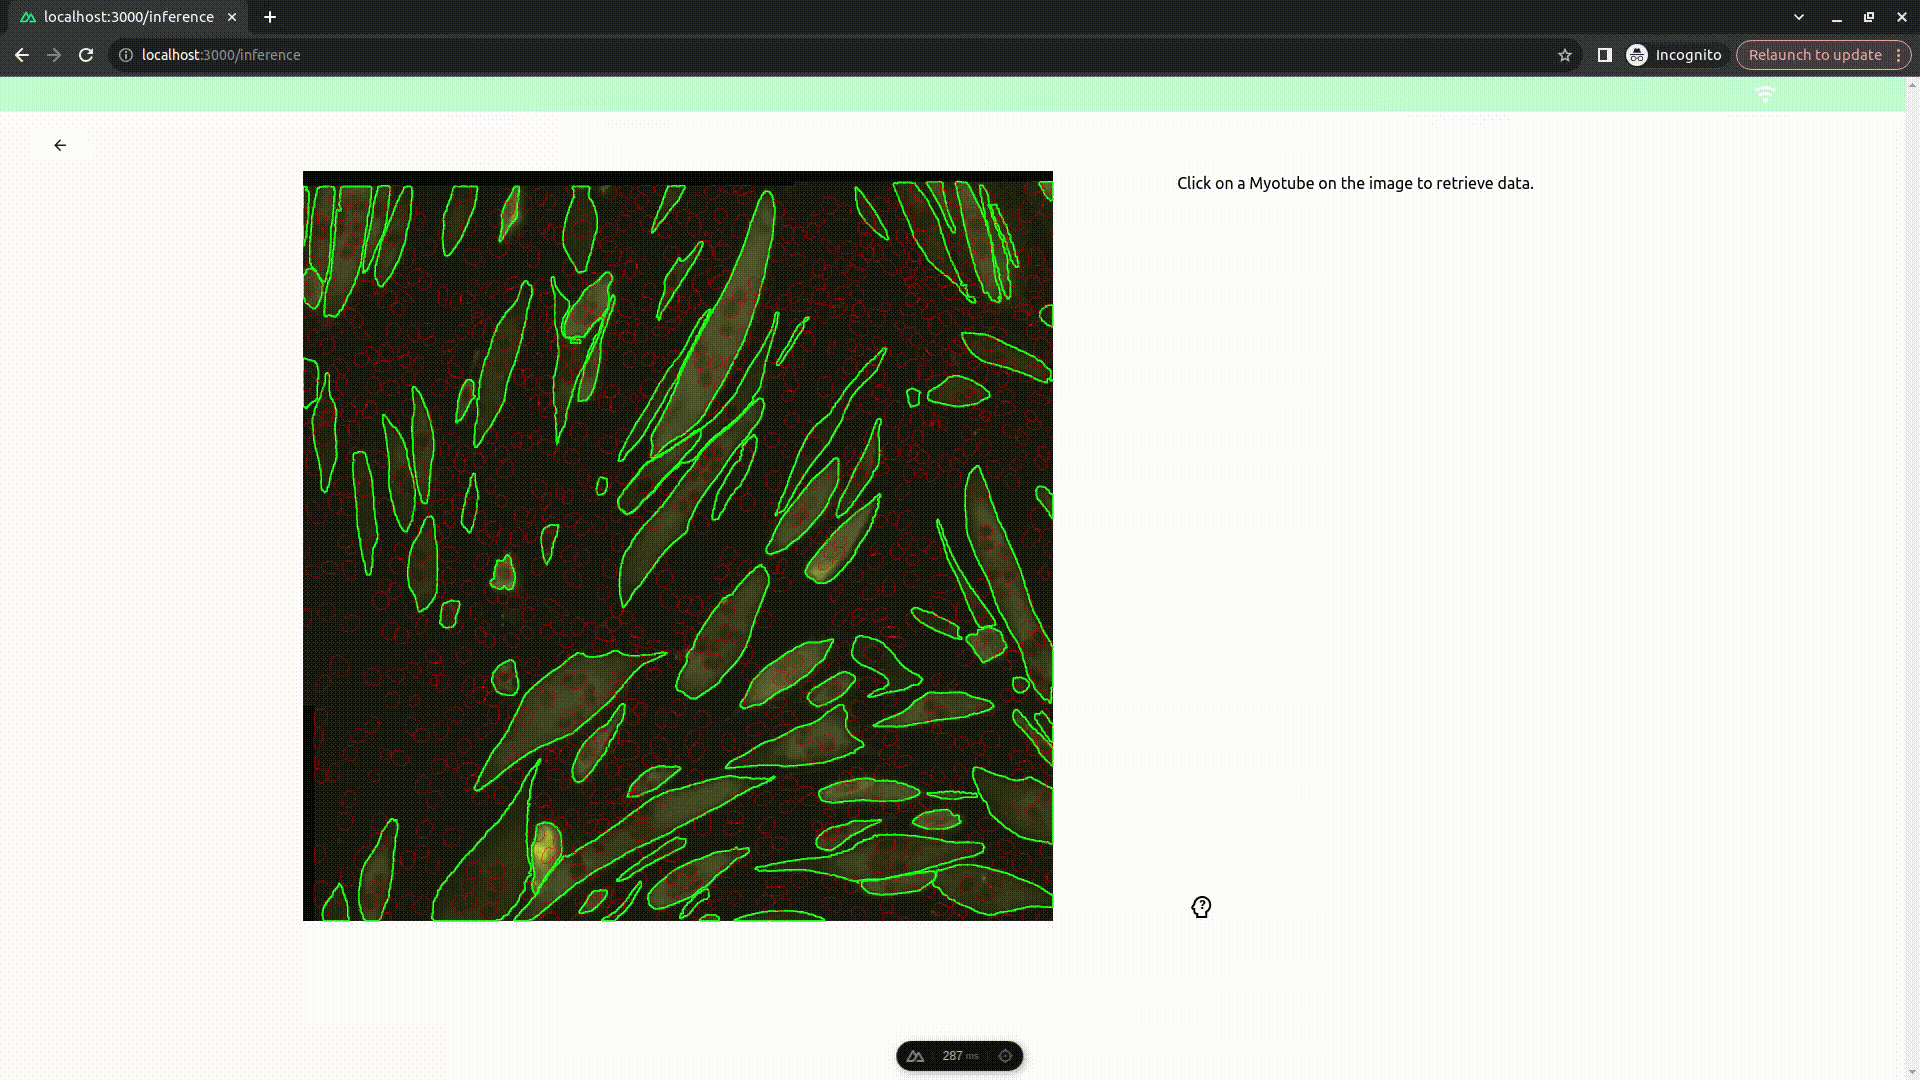 localhost:3000/inference
localhost:3000/inference
Incognito
Relaunch to update
Click on a Myotube on the image to retrieve data.
?
287 ms